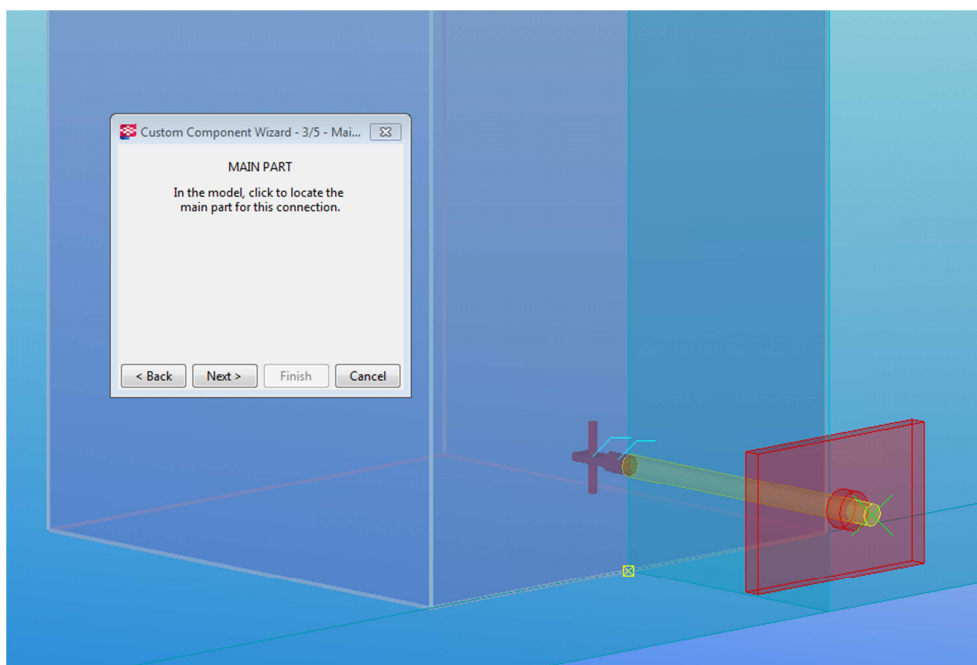 Custom Component Wizard - 3/5 - Mai...
MAIN PART
In the model, click to locate the
main part for this connection.
< Back
Next >
Finish
Cancel